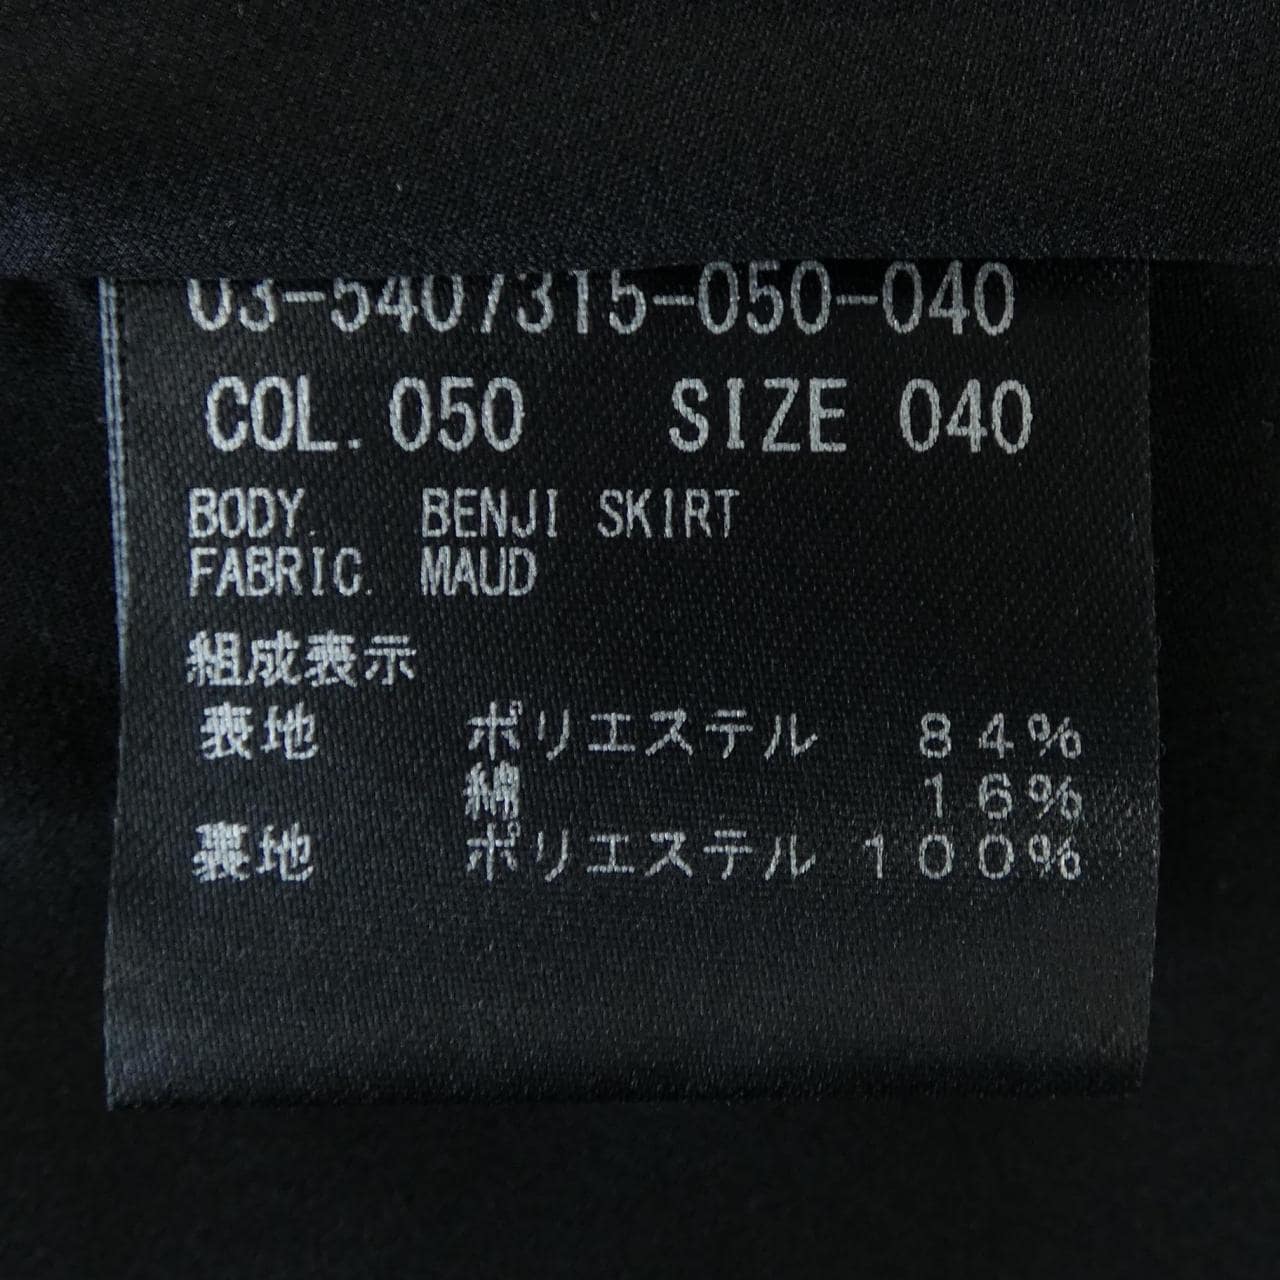 03-5407315-050-040
COL. 050 SIZE 040
BODY. BENJI SKIRT
FABRIC. MAUD
組成表示
表地 ポリエステル 84%
綿 16%
裏地 ポリエステル 100%